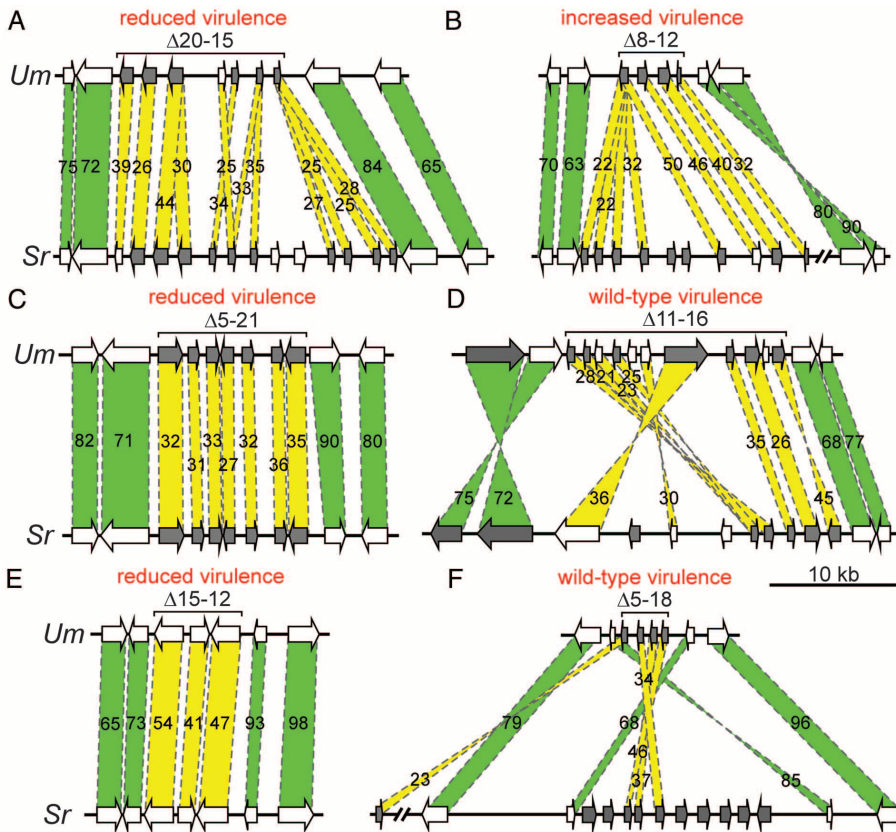 A
reduced virulence
Δ20-15
Um
75 72 39 26 44 30 25 34 33 35 25 27 28 25 84 65
Sr
B
increased virulence
Δ8-12
70 63 22 22 32 50 46 40 32 80 90
C
reduced virulence
Δ5-21
Um
82 71 32 31 33 27 32 36 35 90 80
Sr
D
wild-type virulence
Δ11-16
28 21 25 23
75 72 36 30 35 26 45 68 77
E
reduced virulence
Δ15-12
Um
65 73 54 41 47 93 98
Sr
F
wild-type virulence
10 kb
Δ5-18
23 79 34 68 46 37 85 96